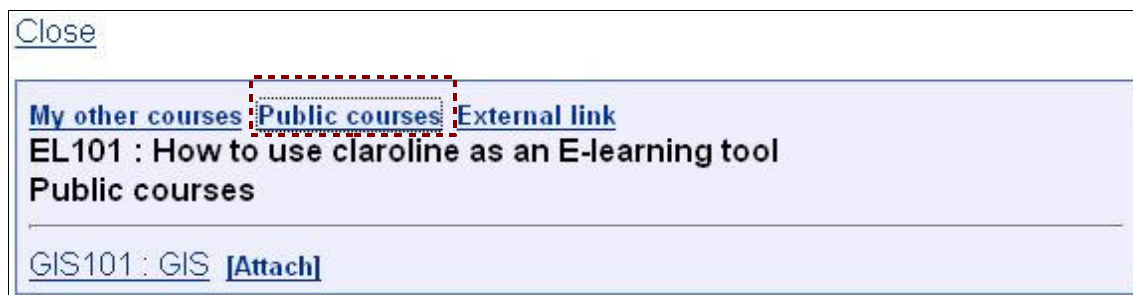 Close
My other courses Public courses External link
EL101 : How to use claroline as an E-learning tool
Public courses
GIS101 : GIS [Attach]